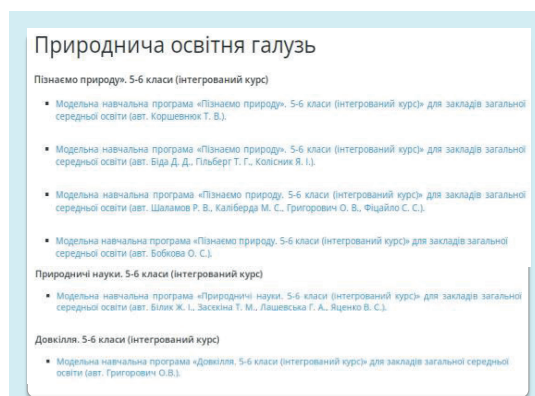 Природнича освітня галузь
Пізнаємо природу». 5-6 класи (інтегрований курс)
Модельна навчальна програма «Пізнаємо природу». 5-6 класи (інтегрований курс)» для закладів загальної
середньої освіти (авт. Коршевнюк Т. В.).
Модельна навчальна програма «Пізнаємо природу». 5-6 класи (інтегрований курс)» для закладів загальної
середньої освіти (авт. Біда Д. Д., Гільберг Т. Г., Колісник Я. І.).
Модельна навчальна програма «Пізнаємо природу. 5-6 класи (інтегрований курс)» для закладів загальної
середньої освіти (авт. Шаламов Р. В., Каліберда М. С., Григорович О. В., Фіцайло С. С.).
Модельна навчальна програма «Пізнаємо природу. 5-6 класи (інтегрований курс)» для закладів загальної
середньої освіти (авт. Бобкова О. С.).
Природничі науки. 5-6 класи (інтегрований курс)
Модельна навчальна програма «Природничі науки. 5-6 класи (інтегрований курс)» для закладів загальної
середньої освіти (авт. Білик Ж. І., Засєкіна Т. М., Лашевська Г. А., Яценко В. С.).
Довкілля. 5-6 класи (інтегрований курс)
Модельна навчальна програма «Довкілля. 5-6 класи (інтегрований курс)» для закладів загальної середньої
освіти (авт. Григорович О.В.).